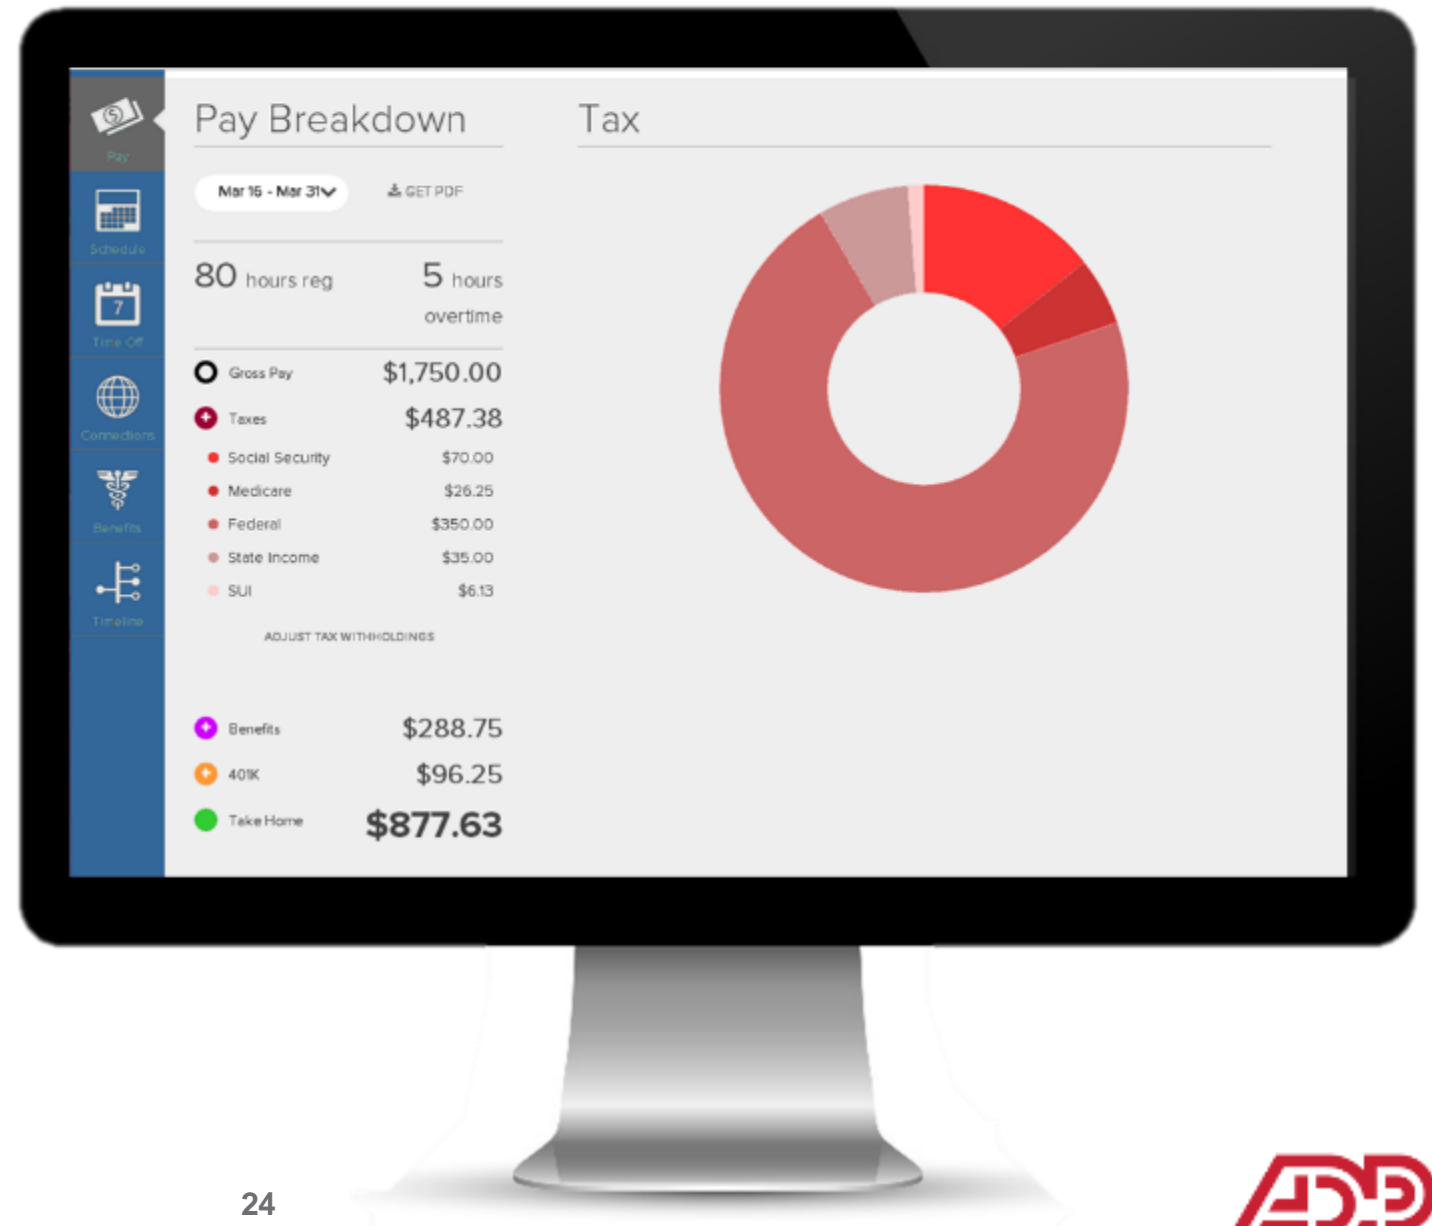 Pay Breakdown
Tax
Pay
Mar 16 - Mar 31
GET PDF
Schedule
80 hours reg
5 hours
overtime
7
Time Off
Gross Pay $1,750.00
Taxes $487.38
Connections
Social Security $70.00
Medicare $26.25
Federal $350.00
Benefits
State Income $35.00
SUI $6.13
Timeline
ADJUST TAX WITHHOLDINGS
Benefits $288.75
401K $96.25
Take Home $877.63
24
ADP